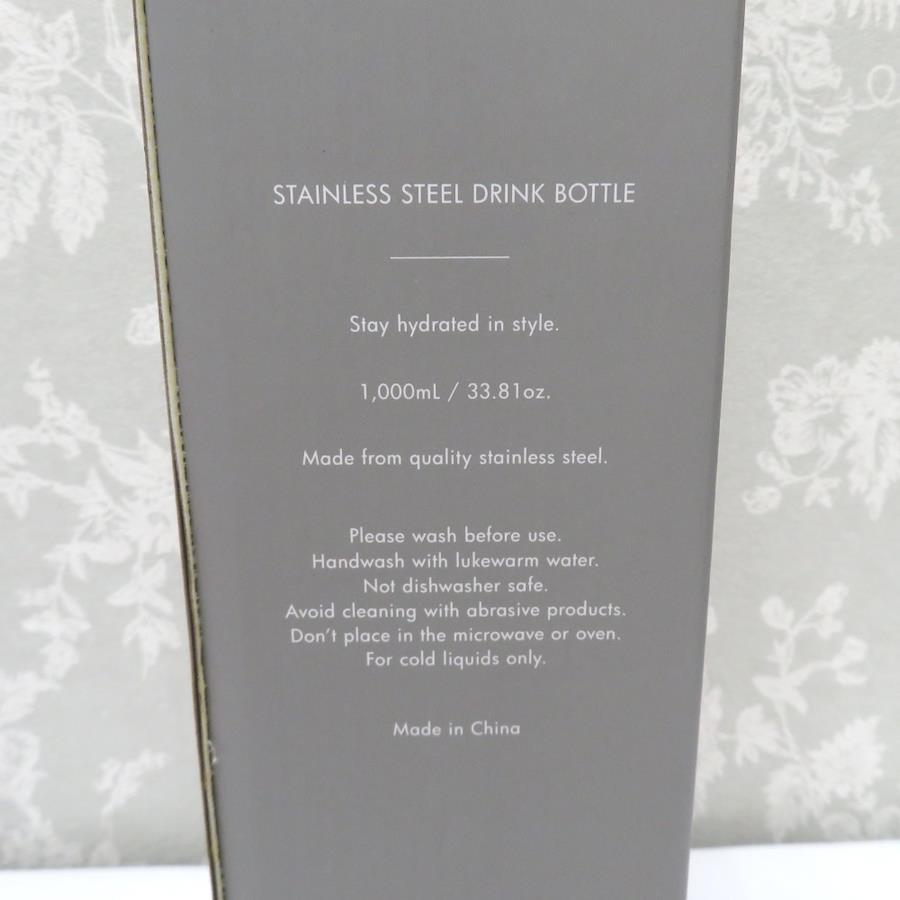 STAINLESS STEEL DRINK BOTTLE
Stay hydrated in style.
1,000mL / 33.81oz.
Made from quality stainless steel.
Please wash before use.
Handwash with lukewarm water.
Not dishwasher safe.
Avoid cleaning with abrasive products.
Don't place in the microwave or oven.
For cold liquids only.
Made in China